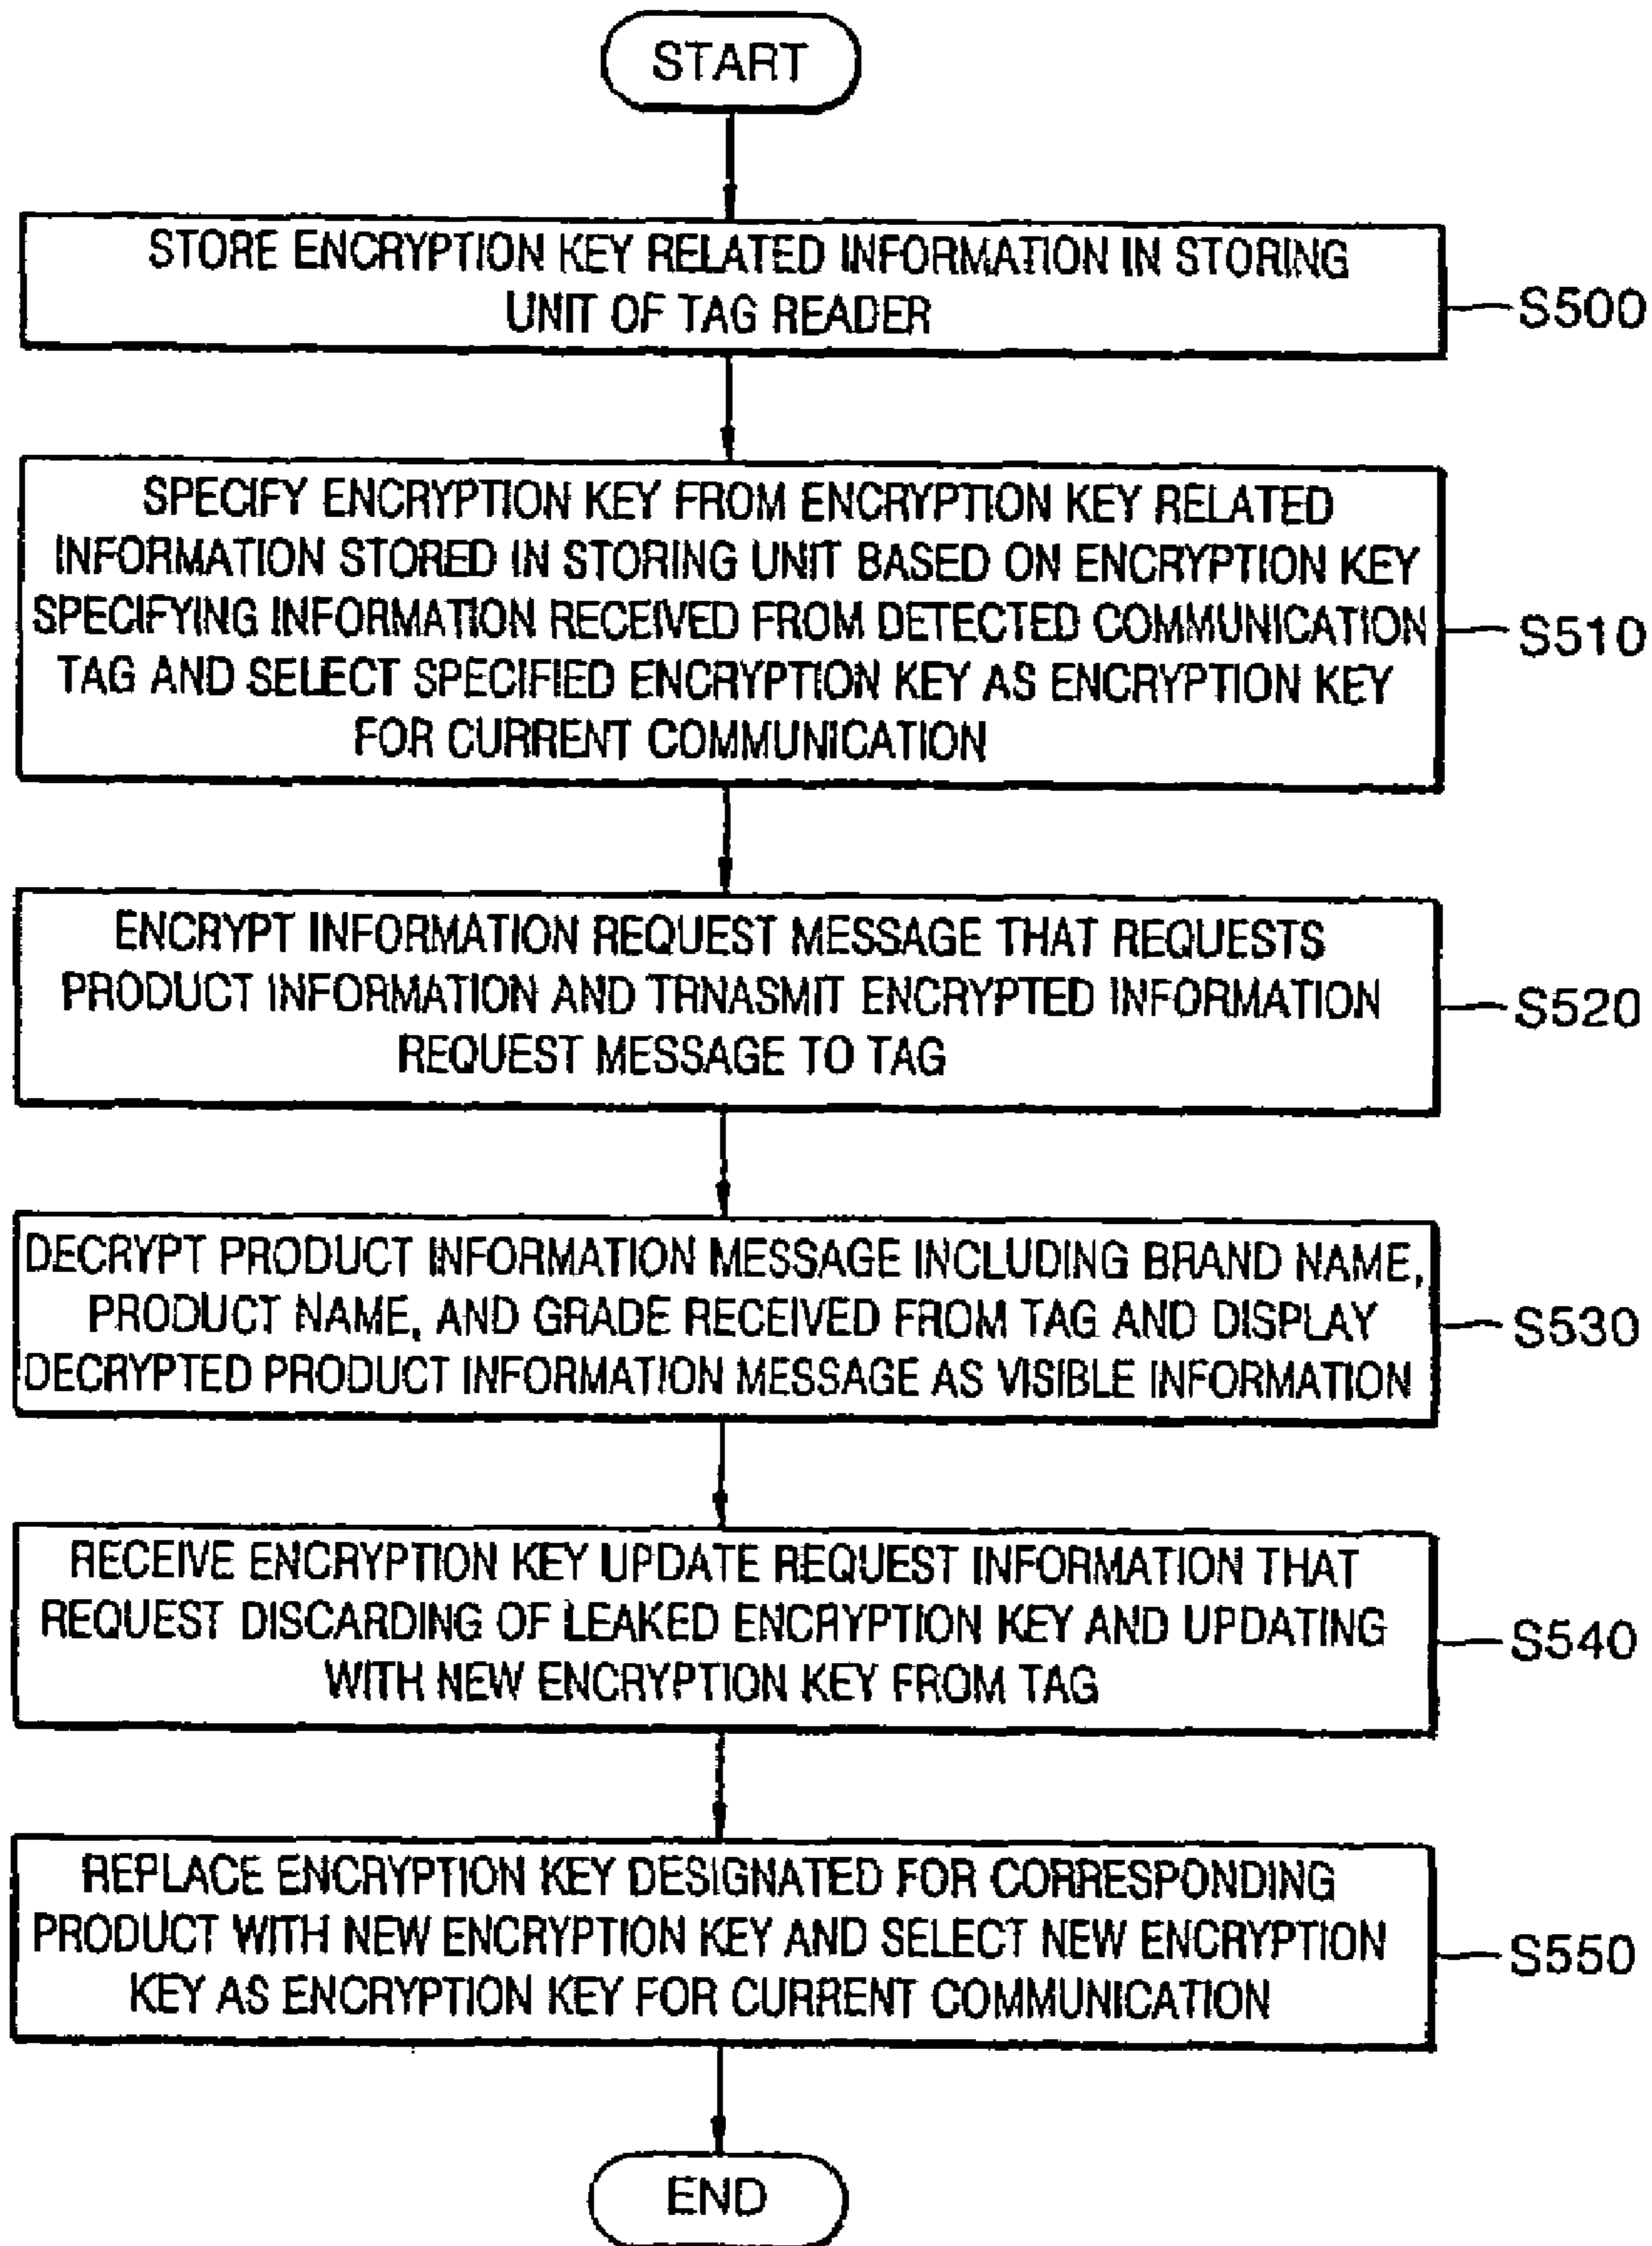 START
STORE ENCRYPTION KEY RELATED INFORMATION IN STORING
UNIT OF TAG READER
S500
SPECIFY ENCRYPTION KEY FROM ENCRYPTION KEY RELATED
INFORMATION STORED IN STORING UNIT BASED ON ENCRYPTION KEY
SPECIFYING INFORMATION RECEIVED FROM DETECTED COMMUNICATION
TAG AND SELECT SPECIFIED ENCRYPTION KEY AS ENCRYPTION KEY
FOR CURRENT COMMUNICATION
S510
ENCRYPT INFORMATION REQUEST MESSAGE THAT REQUESTS
PRODUCT INFORMATION AND TRNASMIT ENCRYPTED INFORMATION
REQUEST MESSAGE TO TAG
S520
DECRYPT PRODUCT INFORMATION MESSAGE INCLUDING BRAND NAME,
PRODUCT NAME, AND GRADE RECEIVED FROM TAG AND DISPLAY
DECRYPTED PRODUCT INFORMATION MESSAGE AS VISIBLE INFORMATION
S530
RECEIVE ENCRYPTION KEY UPDATE REQUEST INFORMATION THAT
REQUEST DISCARDING OF LEAKED ENCRYPTION KEY AND UPDATING
WITH NEW ENCRYPTION KEY FROM TAG
S540
REPLACE ENCRYPTION KEY DESIGNATED FOR CORRESPONDING
PRODUCT WITH NEW ENCRYPTION KEY AND SELECT NEW ENCRYPTION
KEY AS ENCRYPTION KEY FOR CURRENT COMMUNICATION
S550
END